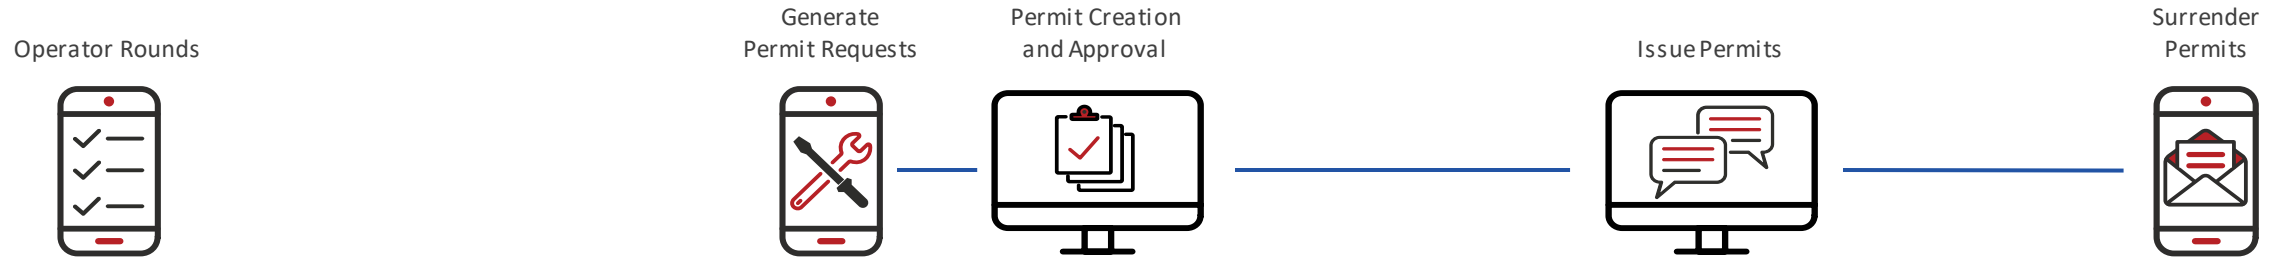 Operator Rounds
Generate
Permit Requests
Permit Creation
and Approval
Issue Permits
Surrender
Permits